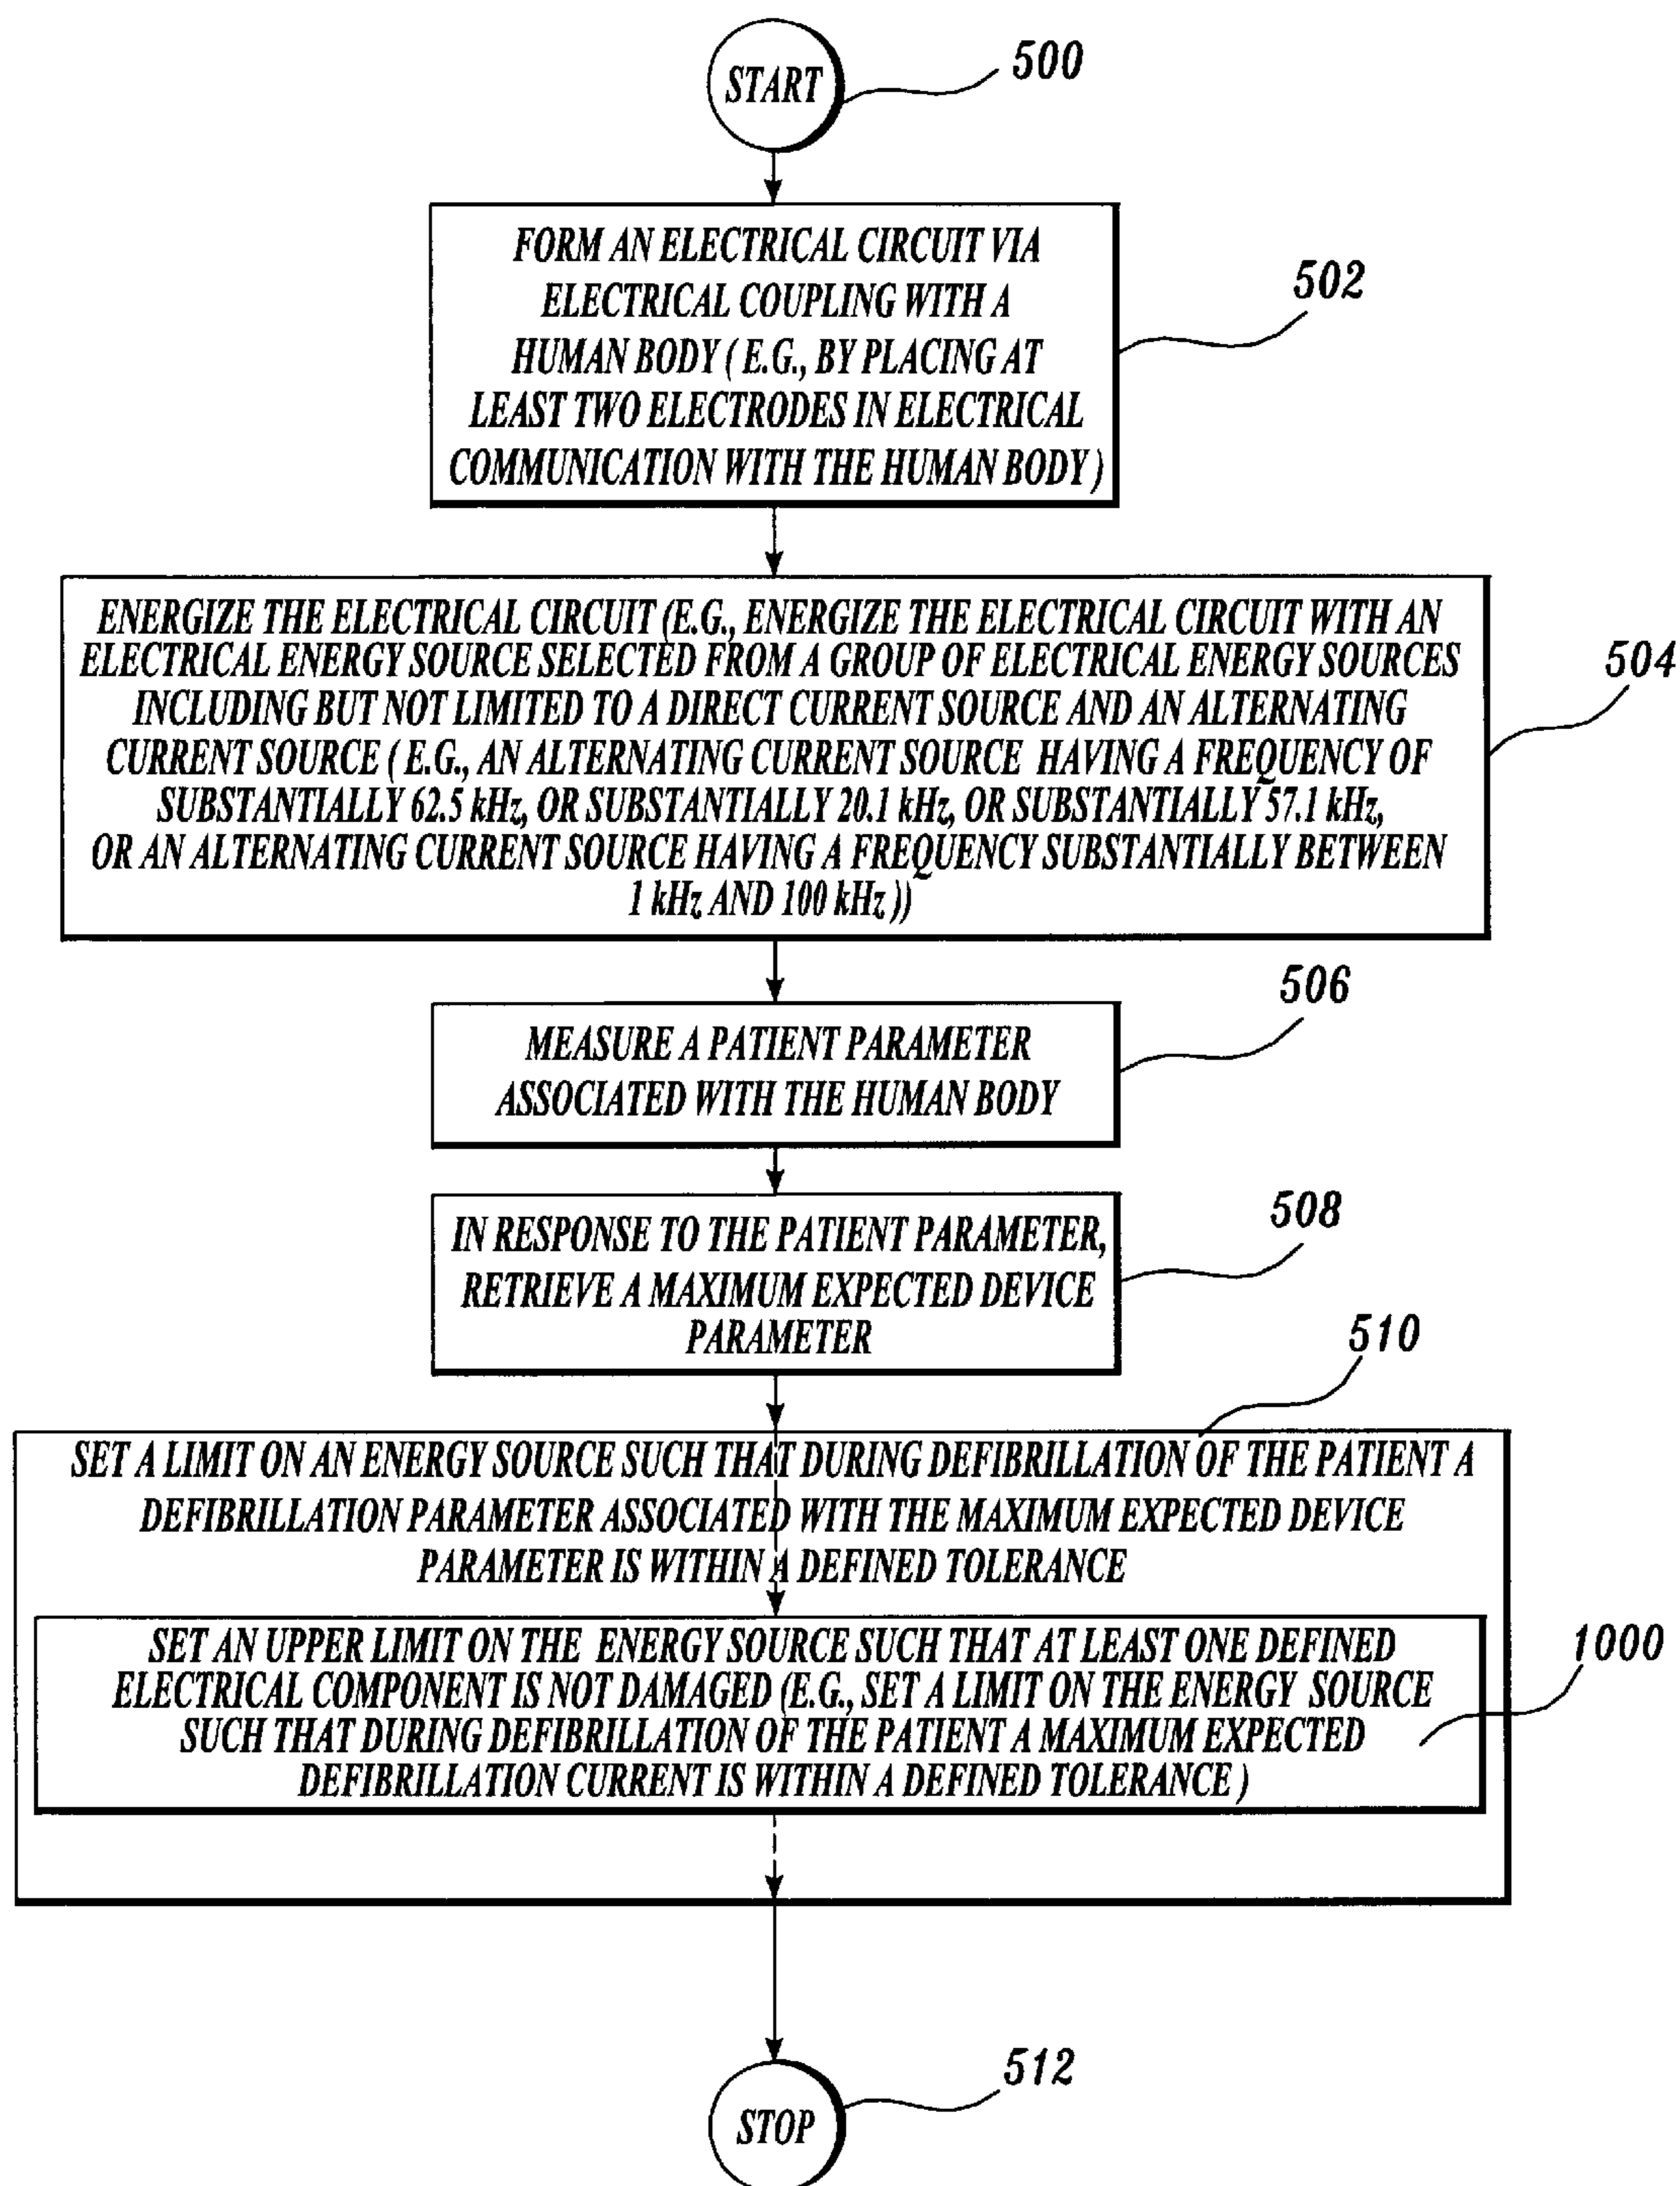 START
500
FORM AN ELECTRICAL CIRCUIT VIA
ELECTRICAL COUPLING WITH A
HUMAN BODY ( E.G., BY PLACING AT
LEAST TWO ELECTRODES IN ELECTRICAL
COMMUNICATION WITH THE HUMAN BODY )
502
ENERGIZE THE ELECTRICAL CIRCUIT (E.G., ENERGIZE THE ELECTRICAL CIRCUIT WITH AN
ELECTRICAL ENERGY SOURCE SELECTED FROM A GROUP OF ELECTRICAL ENERGY SOURCES
INCLUDING BUT NOT LIMITED TO A DIRECT CURRENT SOURCE AND AN ALTERNATING
CURRENT SOURCE ( E.G., AN ALTERNATING CURRENT SOURCE HAVING A FREQUENCY OF
SUBSTANTIALLY 62.5 kHz, OR SUBSTANTIALLY 20.1 kHz, OR SUBSTANTIALLY 57.1 kHz,
OR AN ALTERNATING CURRENT SOURCE HAVING A FREQUENCY SUBSTANTIALLY BETWEEN
1 kHz AND 100 kHz ))
504
MEASURE A PATIENT PARAMETER
ASSOCIATED WITH THE HUMAN BODY
506
IN RESPONSE TO THE PATIENT PARAMETER,
RETRIEVE A MAXIMUM EXPECTED DEVICE
PARAMETER
508
510
SET A LIMIT ON AN ENERGY SOURCE SUCH THAT DURING DEFIBRILLATION OF THE PATIENT A
DEFIBRILLATION PARAMETER ASSOCIATED WITH THE MAXIMUM EXPECTED DEVICE
PARAMETER IS WITHIN A DEFINED TOLERANCE
SET AN UPPER LIMIT ON THE ENERGY SOURCE SUCH THAT AT LEAST ONE DEFINED
ELECTRICAL COMPONENT IS NOT DAMAGED (E.G., SET A LIMIT ON THE ENERGY SOURCE
SUCH THAT DURING DEFIBRILLATION OF THE PATIENT A MAXIMUM EXPECTED
DEFIBRILLATION CURRENT IS WITHIN A DEFINED TOLERANCE )
1000
STOP
512